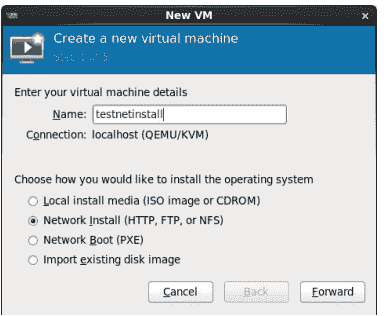 New VM
Create a new virtual machine
Enter your virtual machine details
Name: testnetinstall
Connection: localhost (QEMU/KVM)
Choose how you would like to install the operating system
Local install media (ISO image or CDROM)
Network Install (HTTP, FTP, or NFS)
Network Boot (PXE)
Import existing disk image
Cancel Back Forward